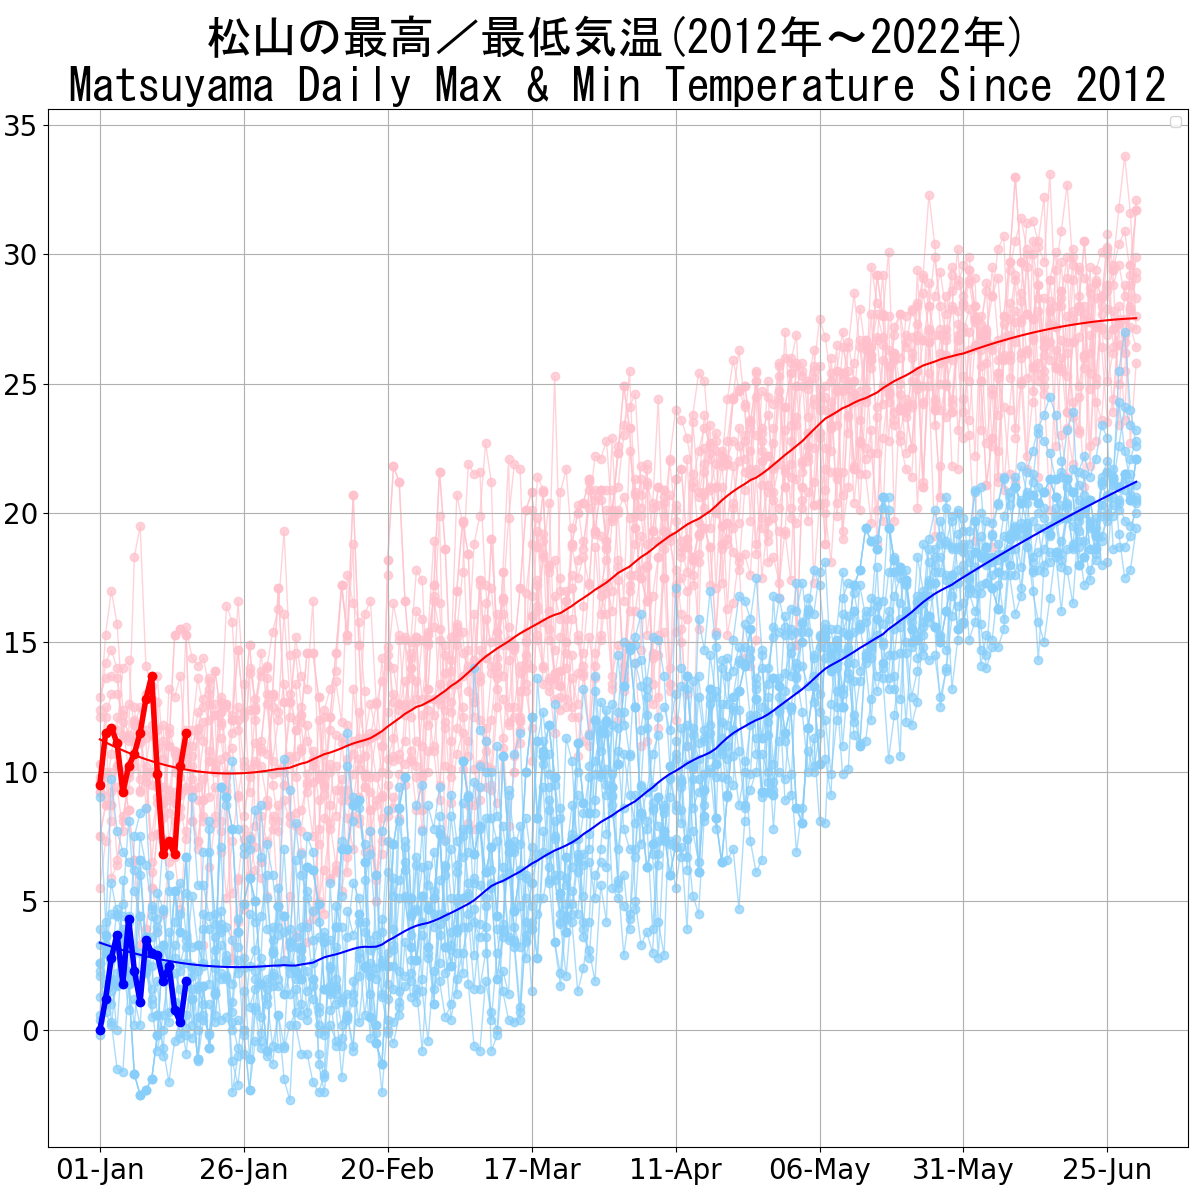 松山の最高／最低気温(2012年～2022年)
Matsuyama Daily Max & Min Temperature Since 2012
35
30
25
20
15
10
5
0
01-Jan 26-Jan 20-Feb 17-Mar 11-Apr 06-May 31-May 25-Jun